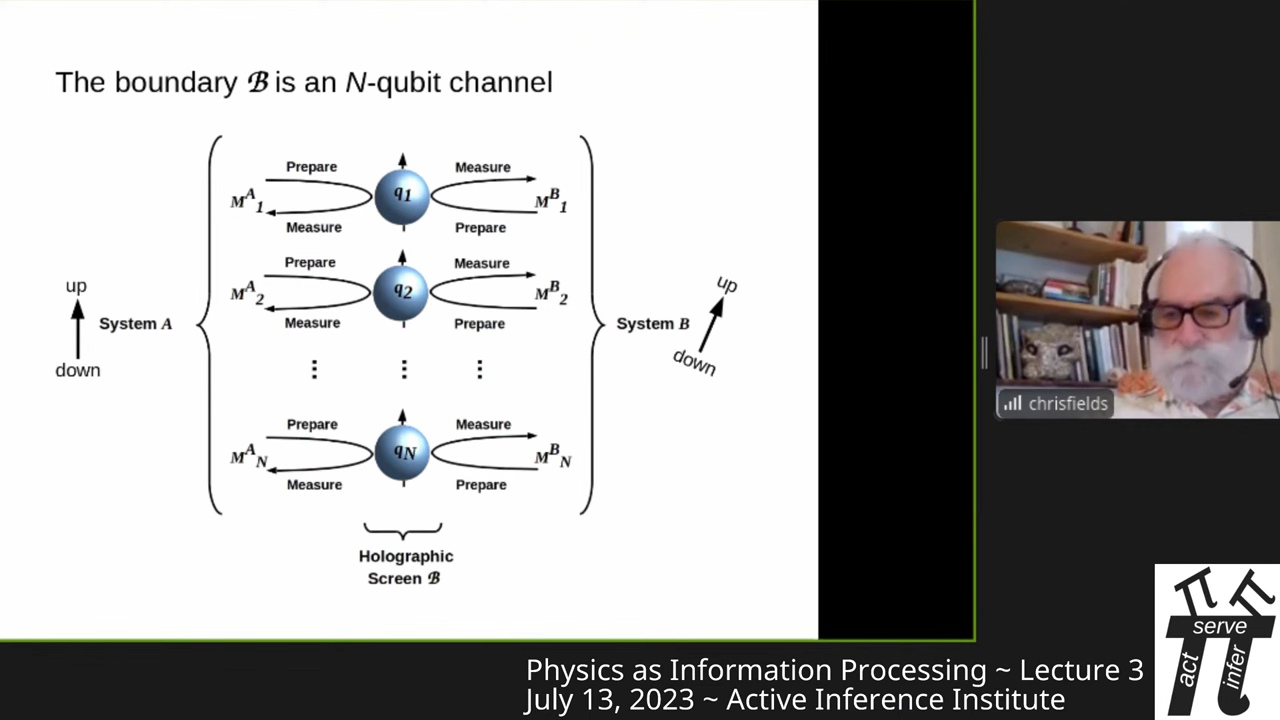 The boundary ℬ is an N-qubit channel
Prepare
Measure
M^A_1
q1
M^B_1
Measure
Prepare
Prepare
Measure
M^A_2
q2
M^B_2
Measure
Prepare
up
down
System A
System B
up
down
Prepare
Measure
M^A_N
qN
M^B_N
Measure
Prepare
Holographic
Screen ℬ
chrisfields
act
serve
infer
Physics as Information Processing ~ Lecture 3
July 13, 2023 ~ Active Inference Institute